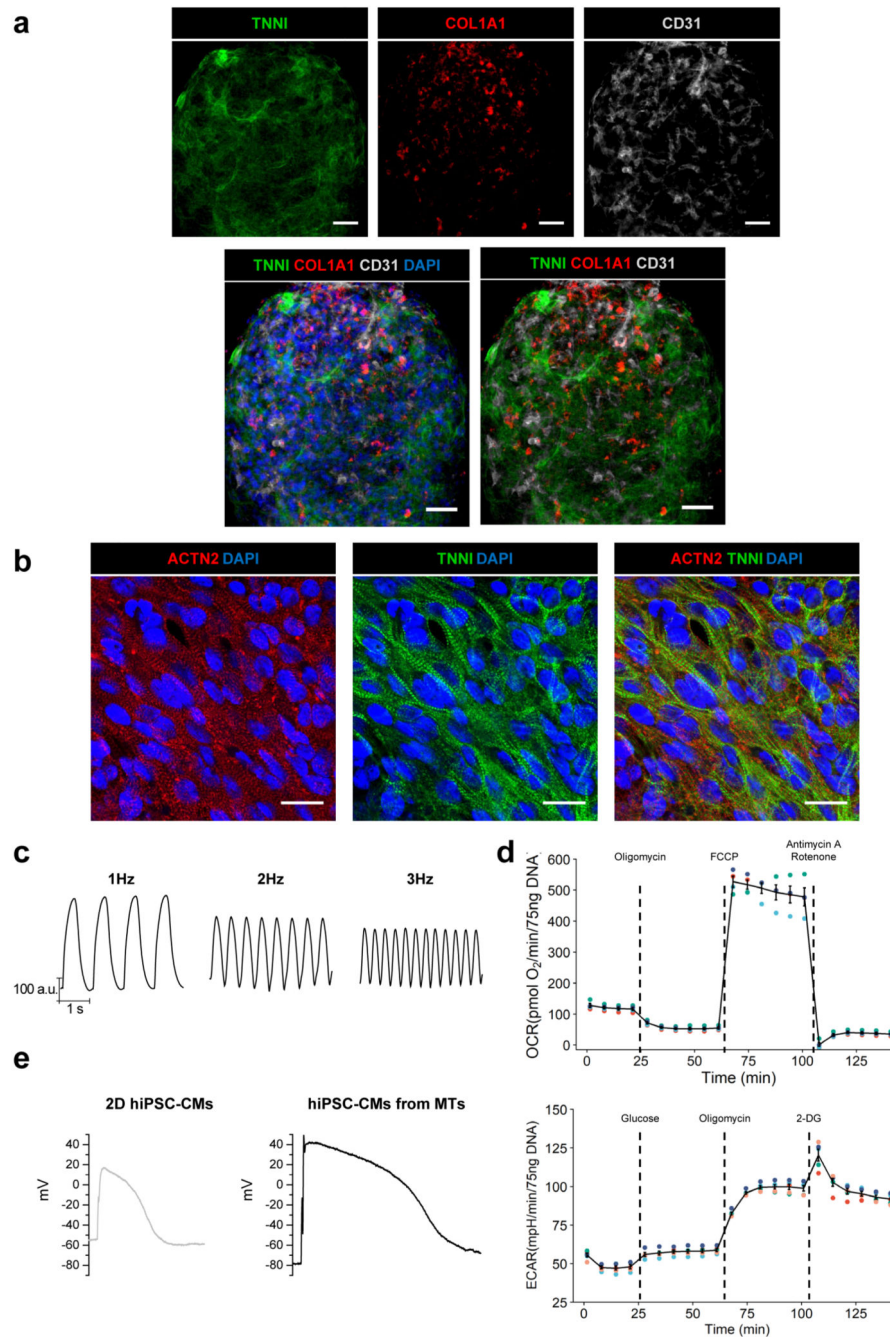 a
TNNI
COL1A1
CD31
TNNI COL1A1 CD31 DAPI
TNNI COL1A1 CD31
b
ACTN2 DAPI
TNNI DAPI
ACTN2 TNNI DAPI
c
1Hz
2Hz
3Hz
100 a.u.
1 s
d
Oligomycin
FCCP
Antimycin A
Rotenone
OCR(pmol O₂/min/75ng DNA)
600
500
400
300
200
100
0
0
25
50
75
100
125
Time (min)
Glucose
Oligomycin
2-DG
ECAR(mpH/min/75ng DNA)
150
125
100
75
50
25
0
25
50
75
100
125
Time (min)
e
2D hiPSC-CMs
mV
40
20
0
-20
-40
-60
-80
hiPSC-CMs from MTs
mV
40
20
0
-20
-40
-60
-80